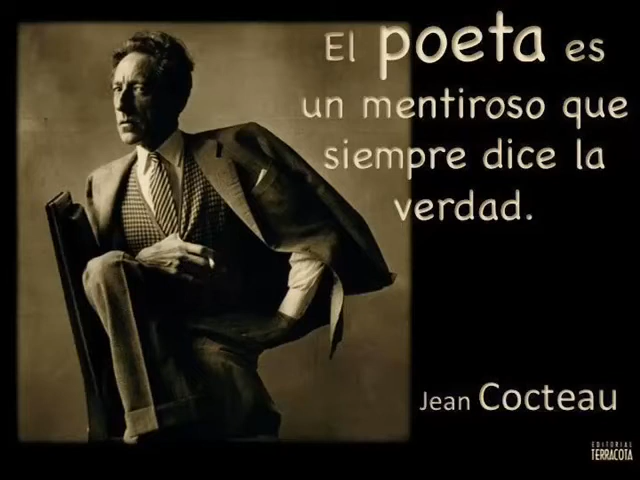 El poeta es
un mentiroso que
siempre dice la
verdad.
Jean Cocteau
EDITORIAL
TERRACOTA